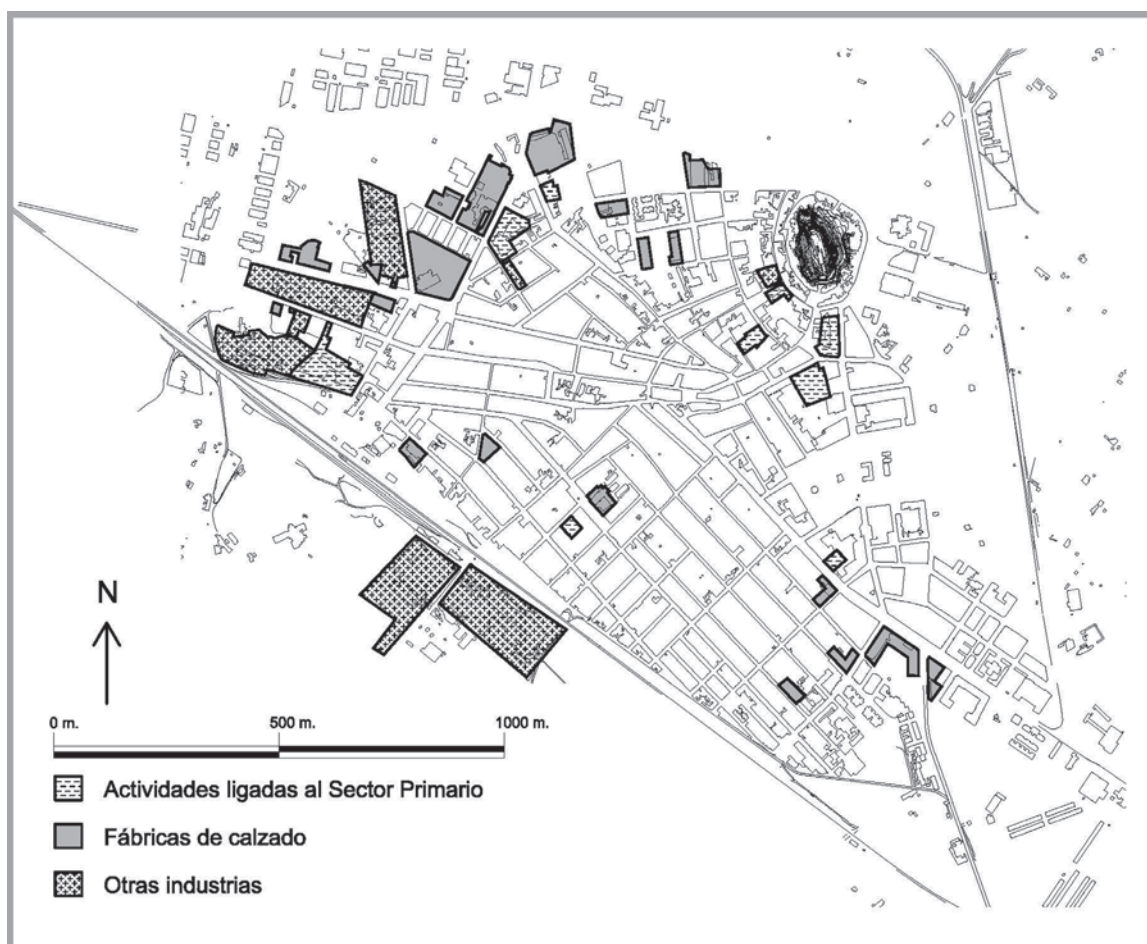 N
0 m. 500 m. 1000 m.
Actividades ligadas al Sector Primario
Fábricas de calzado
Otras industrias